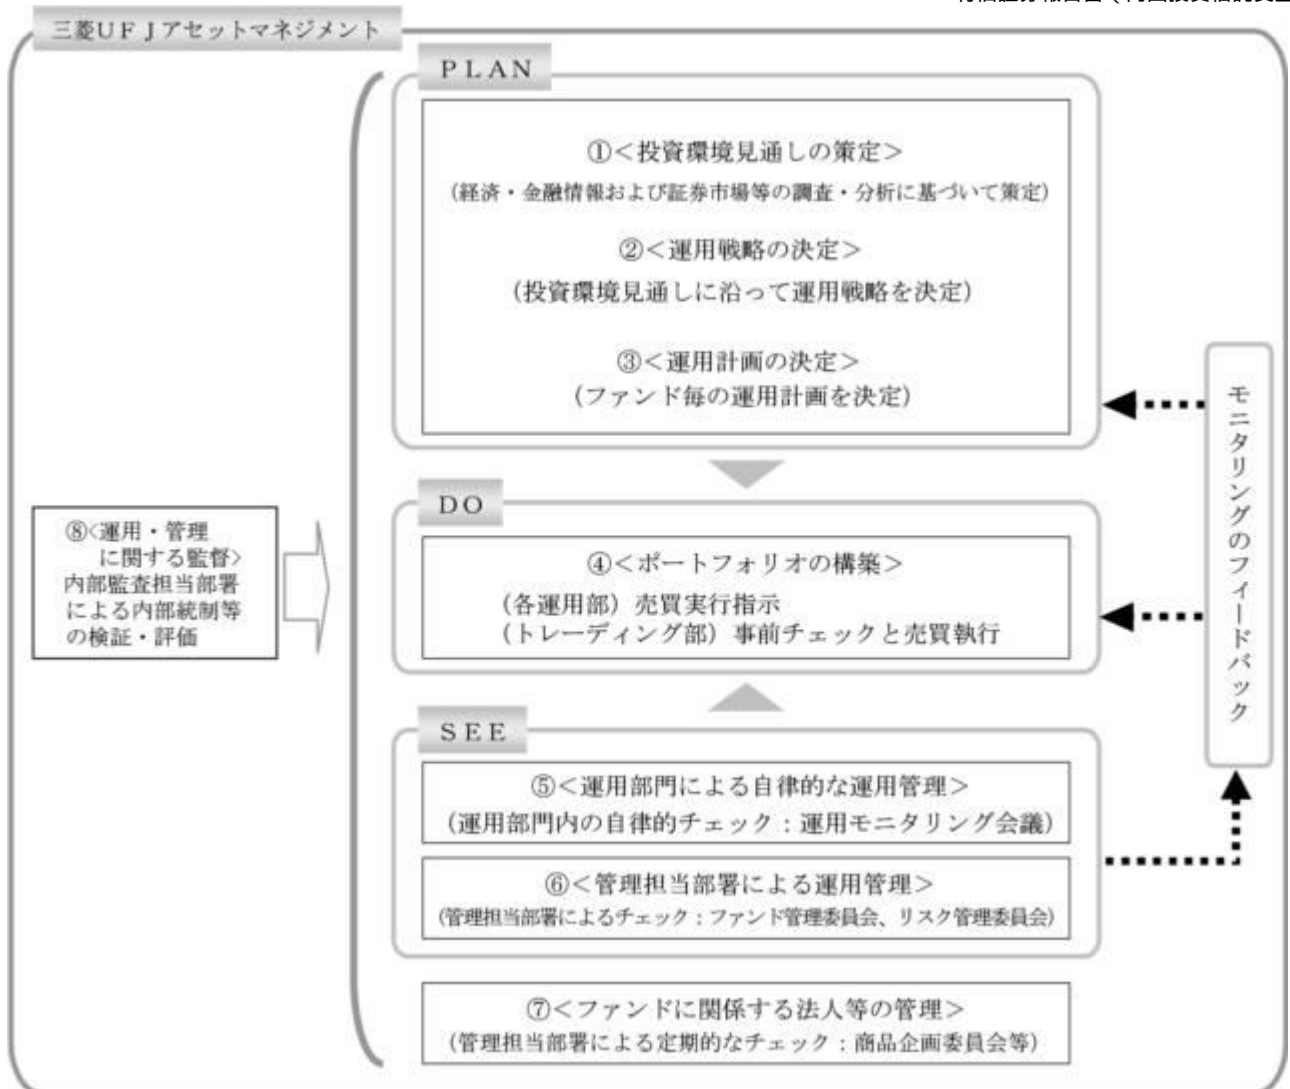 三菱ＵＦＪアセットマネジメント
ＰＬＡＮ
①＜投資環境見通しの策定＞
(経済・金融情報および証券市場等の調査・分析に基づいて策定)
②＜運用戦略の決定＞
(投資環境見通しに沿って運用戦略を決定)
③＜運用計画の決定＞
(ファンド毎の運用計画を決定)
ＤＯ
④＜ポートフォリオの構築＞
(各運用部) 売買実行指示
(トレーディング部) 事前チェックと売買執行
ＳＥＥ
⑤＜運用部門による自律的な運用管理＞
(運用部門内の自律的チェック：運用モニタリング会議)
⑥＜管理担当部署による運用管理＞
(管理担当部署によるチェック：ファンド管理委員会、リスク管理委員会)
⑦＜ファンドに関係する法人等の管理＞
(管理担当部署による定期的なチェック：商品企画委員会等)
⑧<運用・管理
に関する監督>
内部監査担当部署
による内部統制等
の検証・評価
モニタリングのフィードバック